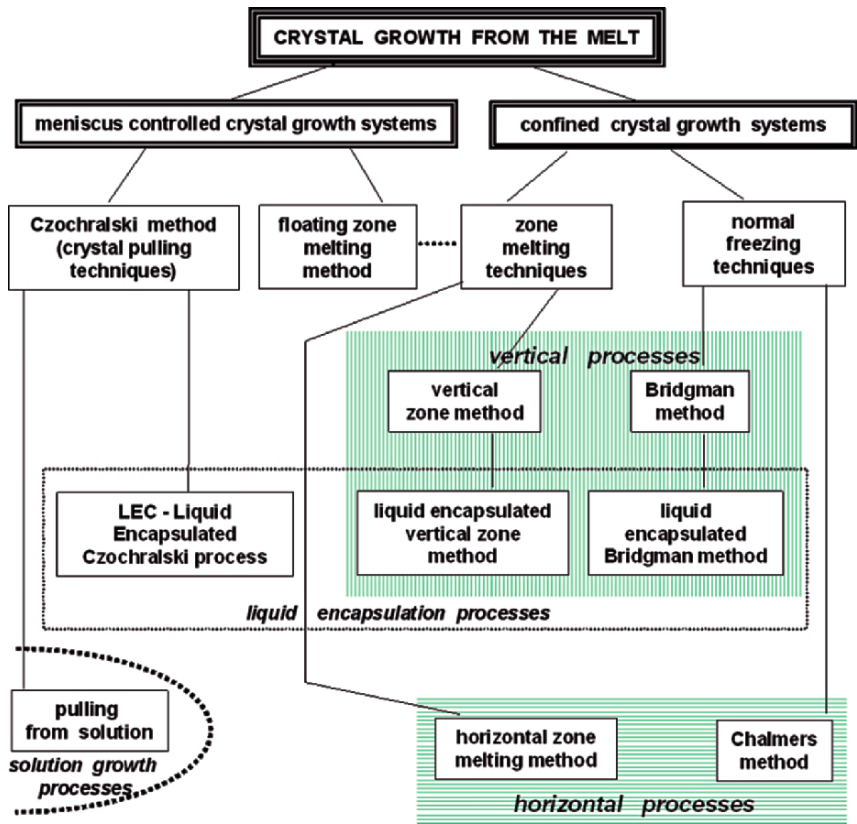 CRYSTAL GROWTH FROM THE MELT
meniscus controlled crystal growth systems
confined crystal growth systems
Czochralski method
(crystal pulling
techniques)
floating zone
melting
method
zone
melting
techniques
normal
freezing
techniques
vertical processes
vertical
zone method
Bridgman
method
LEC - Liquid
Encapsulated
Czochralski process
liquid encapsulated
vertical zone
method
liquid
encapsulated
Bridgman method
liquid encapsulation processes
pulling
from solution
solution growth
processes
horizontal zone
melting method
Chalmers
method
horizontal processes